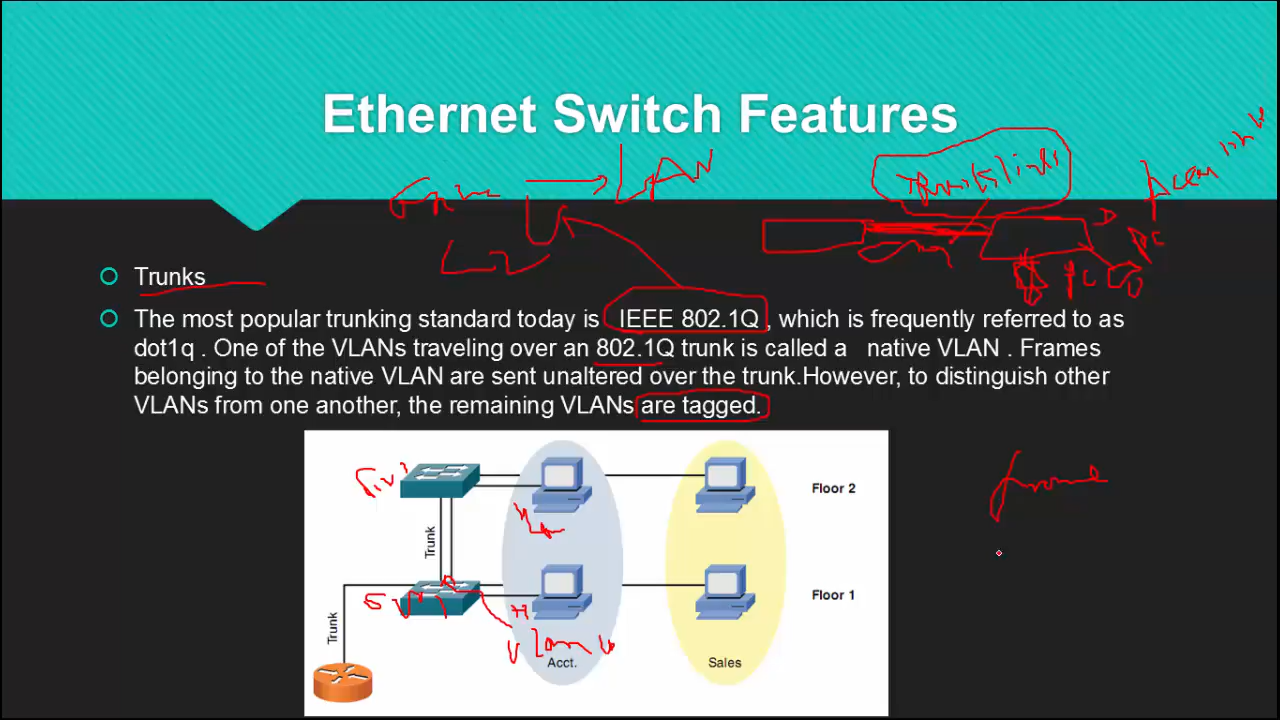 Ethernet Switch Features
LAN
Trunks
The most popular trunking standard today is IEEE 802.1Q , which is frequently referred to as
dot1q . One of the VLANs traveling over an 802.1Q trunk is called a native VLAN . Frames
belonging to the native VLAN are sent unaltered over the trunk.However, to distinguish other
VLANs from one another, the remaining VLANs are tagged.
Floor 2
frame
Trunk
Floor 1
Trunk
Acct.
Sales